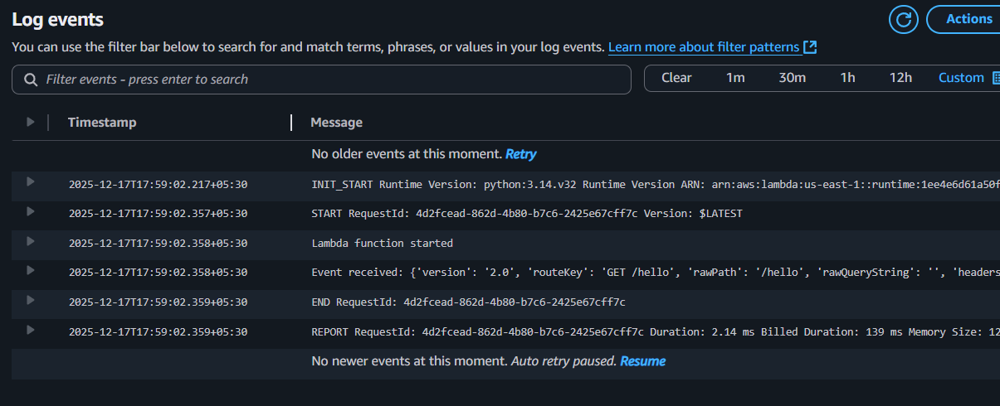 Log events
Actions
You can use the filter bar below to search for and match terms, phrases, or values in your log events. Learn more about filter patterns
Filter events - press enter to search
Clear 1m 30m 1h 12h Custom
Timestamp Message
No older events at this moment. Retry
2025-12-17T17:59:02.217+05:30 INIT_START Runtime Version: python:3.14.v32 Runtime Version ARN: arn:aws:lambda:us-east-1::runtime:1ee4e6d61a50f
2025-12-17T17:59:02.357+05:30 START RequestId: 4d2fcead-862d-4b80-b7c6-2425e67cff7c Version: $LATEST
2025-12-17T17:59:02.358+05:30 Lambda function started
2025-12-17T17:59:02.358+05:30 Event received: {'version': '2.0', 'routeKey': 'GET /hello', 'rawPath': '/hello', 'rawQueryString': '', 'headers
2025-12-17T17:59:02.359+05:30 END RequestId: 4d2fcead-862d-4b80-b7c6-2425e67cff7c
2025-12-17T17:59:02.359+05:30 REPORT RequestId: 4d2fcead-862d-4b80-b7c6-2425e67cff7c Duration: 2.14 ms Billed Duration: 139 ms Memory Size: 12
No newer events at this moment. Auto retry paused. Resume